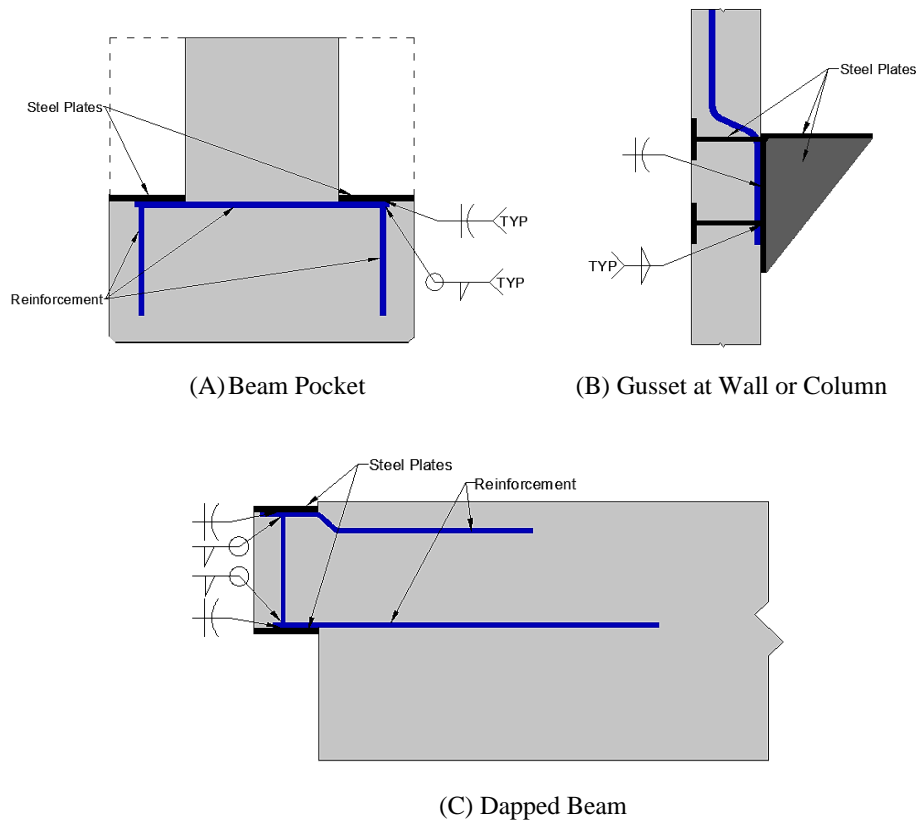 Steel Plates
TYP
TYP
Reinforcement
(A) Beam Pocket
Steel Plates
TYP
(B) Gusset at Wall or Column
Steel Plates
Reinforcement
(C) Dapped Beam